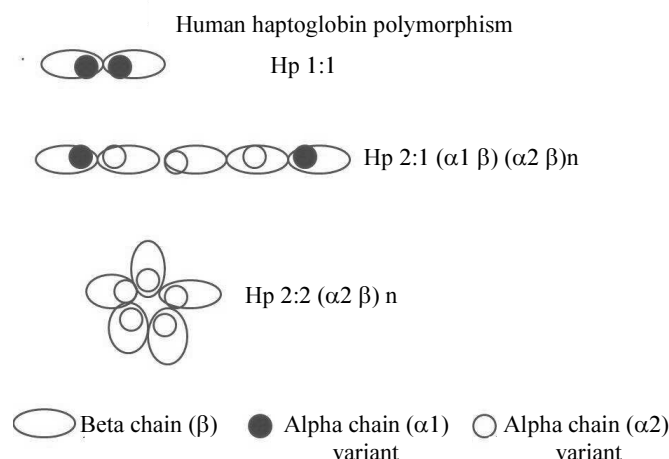 Human haptoglobin polymorphism
Hp 1:1
Hp 2:1 (α1 β) (α2 β)n
Hp 2:2 (α2 β) n
Beta chain (β)
Alpha chain (α1)
variant
Alpha chain (α2)
variant